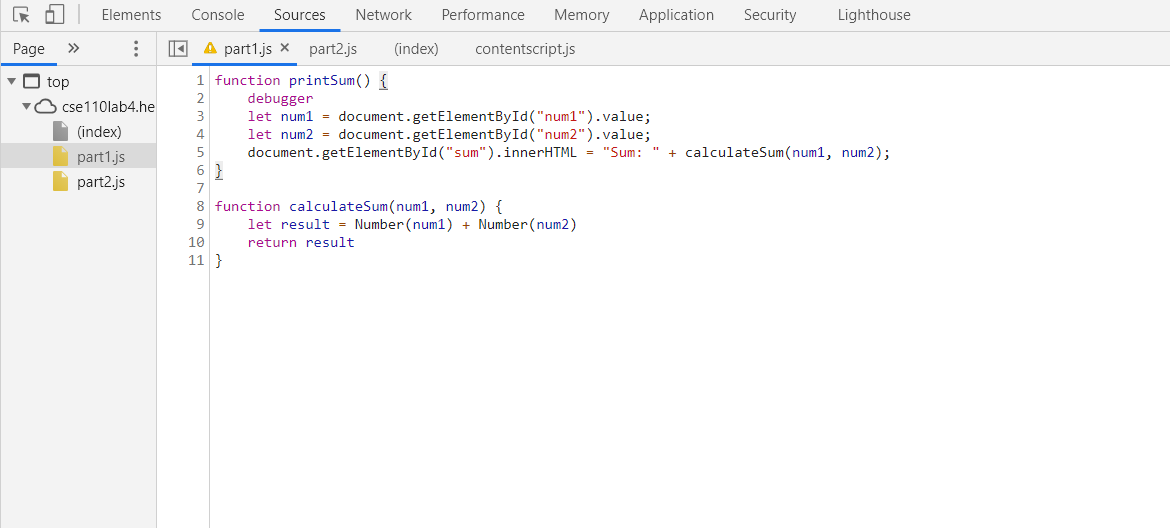 Elements Console Sources Network Performance Memory Application Security Lighthouse
Page » part1.js × part2.js (index) contentscript.js
top
cse110lab4.he
(index)
part1.js
part2.js
1 function printSum() {
2     debugger
3     let num1 = document.getElementById("num1").value;
4     let num2 = document.getElementById("num2").value;
5     document.getElementById("sum").innerHTML = "Sum: " + calculateSum(num1, num2);
6 }
7
8 function calculateSum(num1, num2) {
9     let result = Number(num1) + Number(num2)
10     return result
11 }